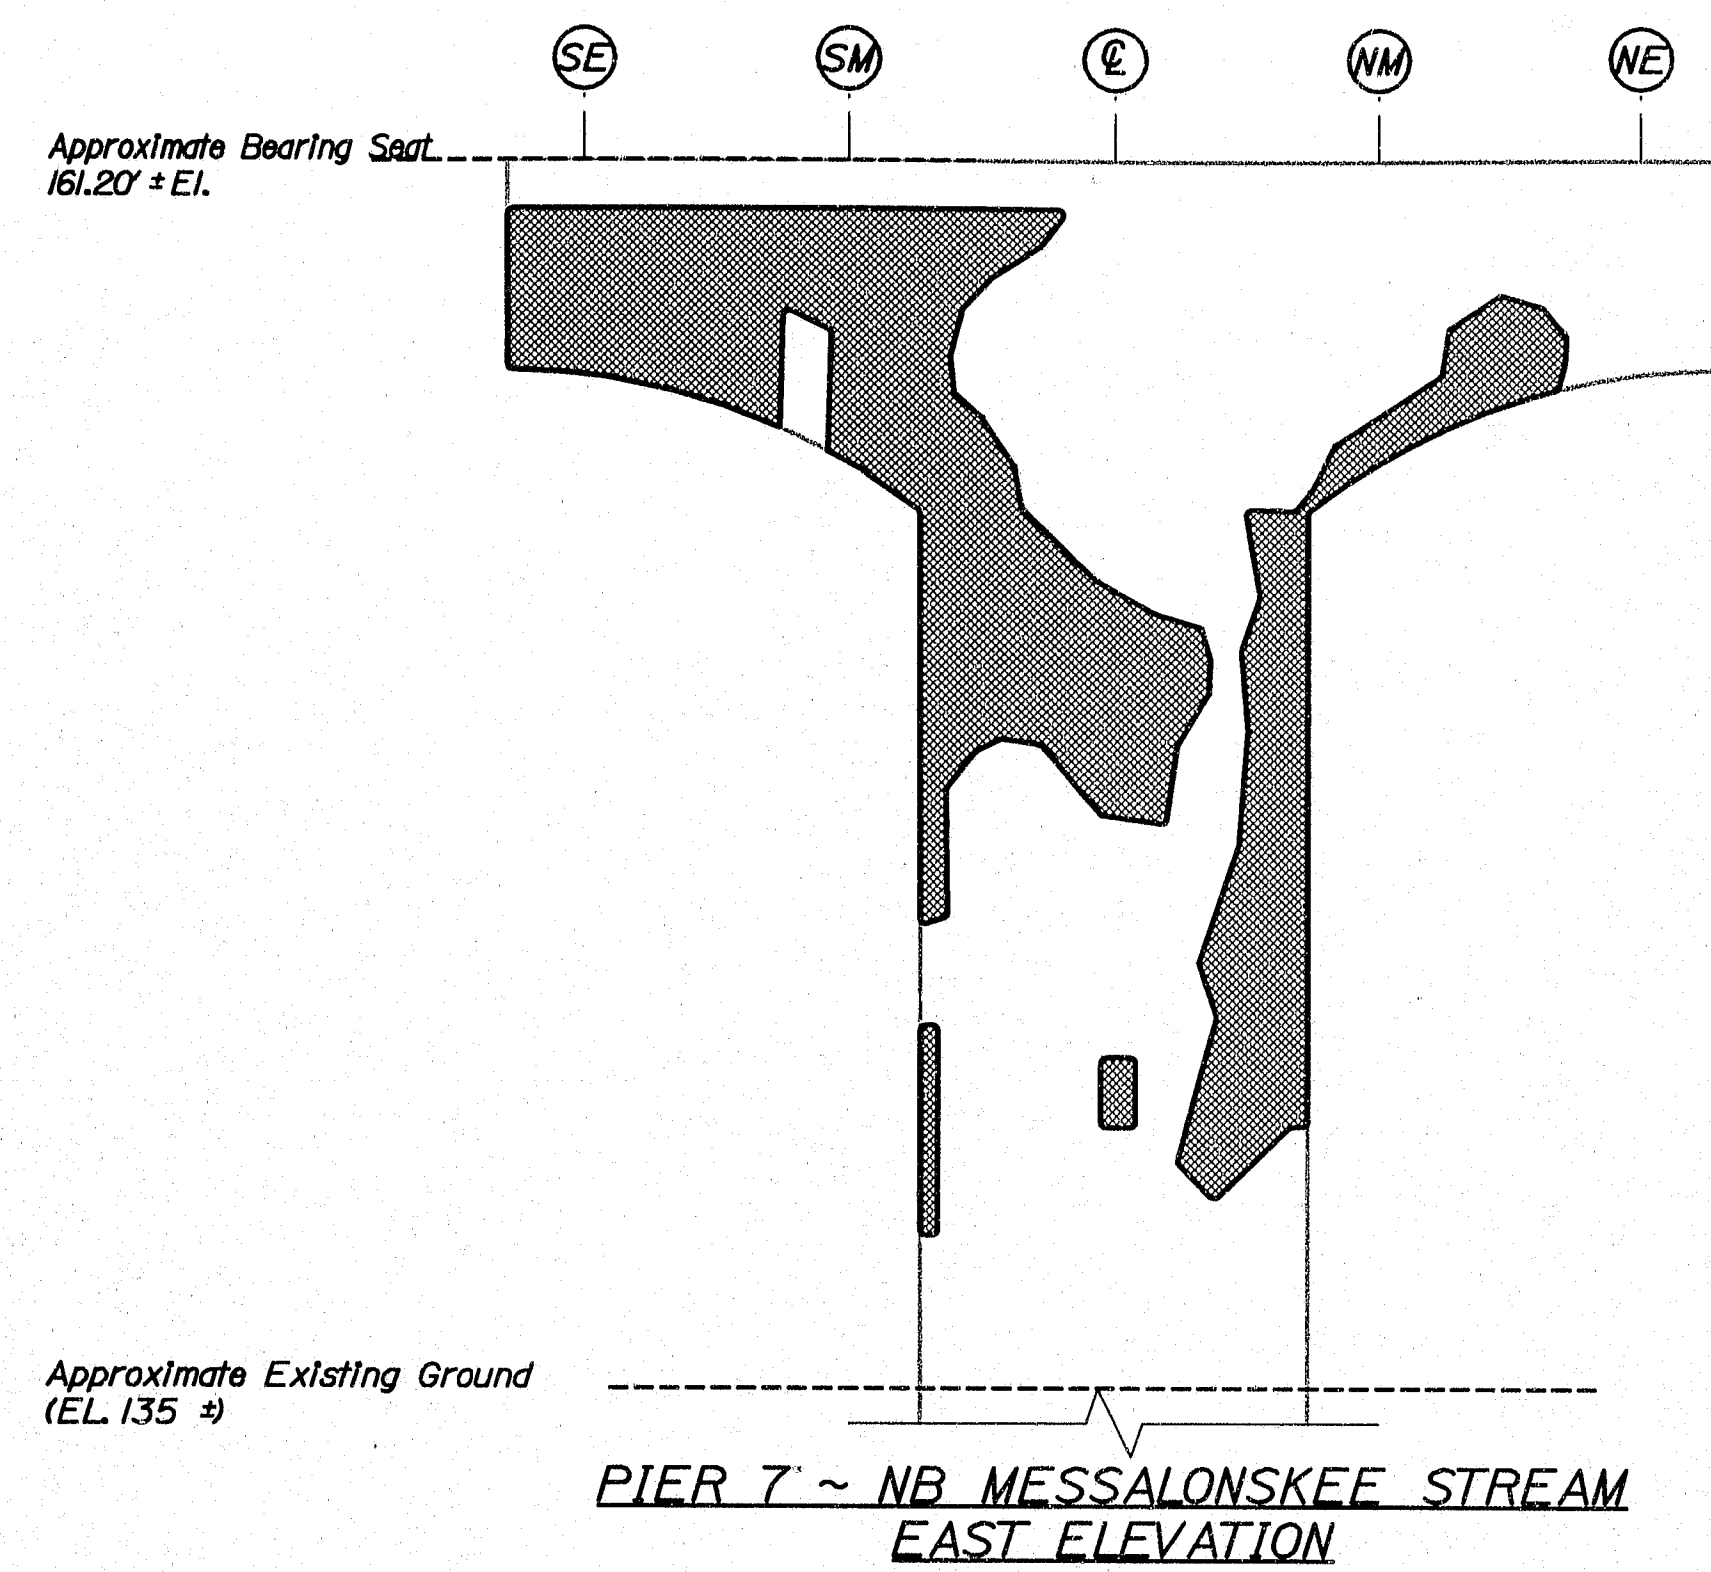 SE SM ℄ NM NE
Approximate Bearing Seat
161.20' ± El.
Approximate Existing Ground
(EL. 135 ±)
PIER 7 ~ NB MESSALONSKEE STREAM
EAST ELEVATION